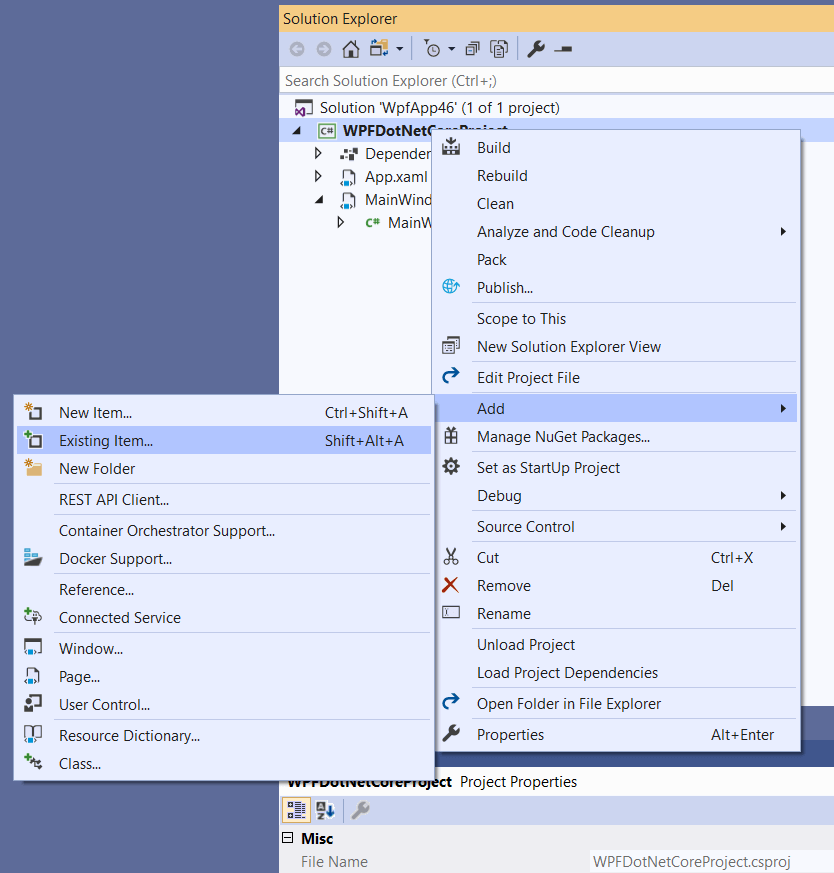 Solution Explorer
Search Solution Explorer (Ctrl+;)
Solution 'WpfApp46' (1 of 1 project)
C# WPFDotNetCoreProject
Depender
App.xaml
MainWind
C# MainW
Build
Rebuild
Clean
Analyze and Code Cleanup
Pack
Publish...
Scope to This
New Solution Explorer View
Edit Project File
Add
Manage NuGet Packages...
Set as StartUp Project
Debug
Source Control
Cut Ctrl+X
Remove Del
Rename
Unload Project
Load Project Dependencies
Open Folder in File Explorer
Properties Alt+Enter
New Item... Ctrl+Shift+A
Existing Item... Shift+Alt+A
New Folder
REST API Client...
Container Orchestrator Support...
Docker Support...
Reference...
Connected Service
Window...
Page...
User Control...
Resource Dictionary...
Class...
WPFDotNetCoreProject Project Properties
Misc
File Name WPFDotNetCoreProject.csproj